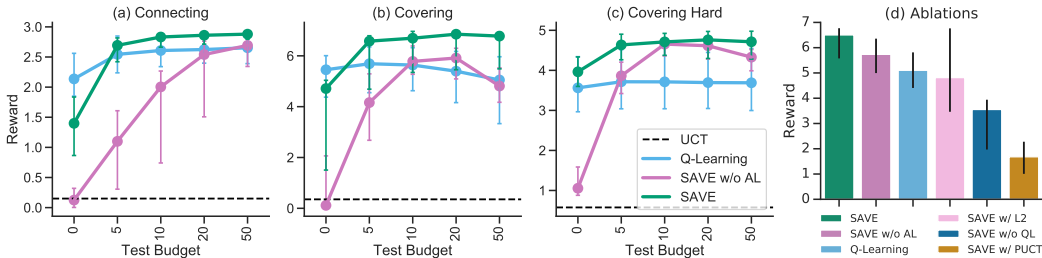 (a) Connecting
Reward
3.0
2.5
2.0
1.5
1.0
0.5
0.0
0
5
10
20
50
Test Budget
(b) Covering
6
4
2
0
0
5
10
20
50
Test Budget
(c) Covering Hard
5
4
3
2
1
0
5
10
20
50
Test Budget
UCT
Q-Learning
SAVE w/o AL
SAVE
(d) Ablations
Reward
7
6
5
4
3
2
1
0
SAVE
SAVE w/o AL
Q-Learning
SAVE w/ L2
SAVE w/o QL
SAVE w/ PUCT